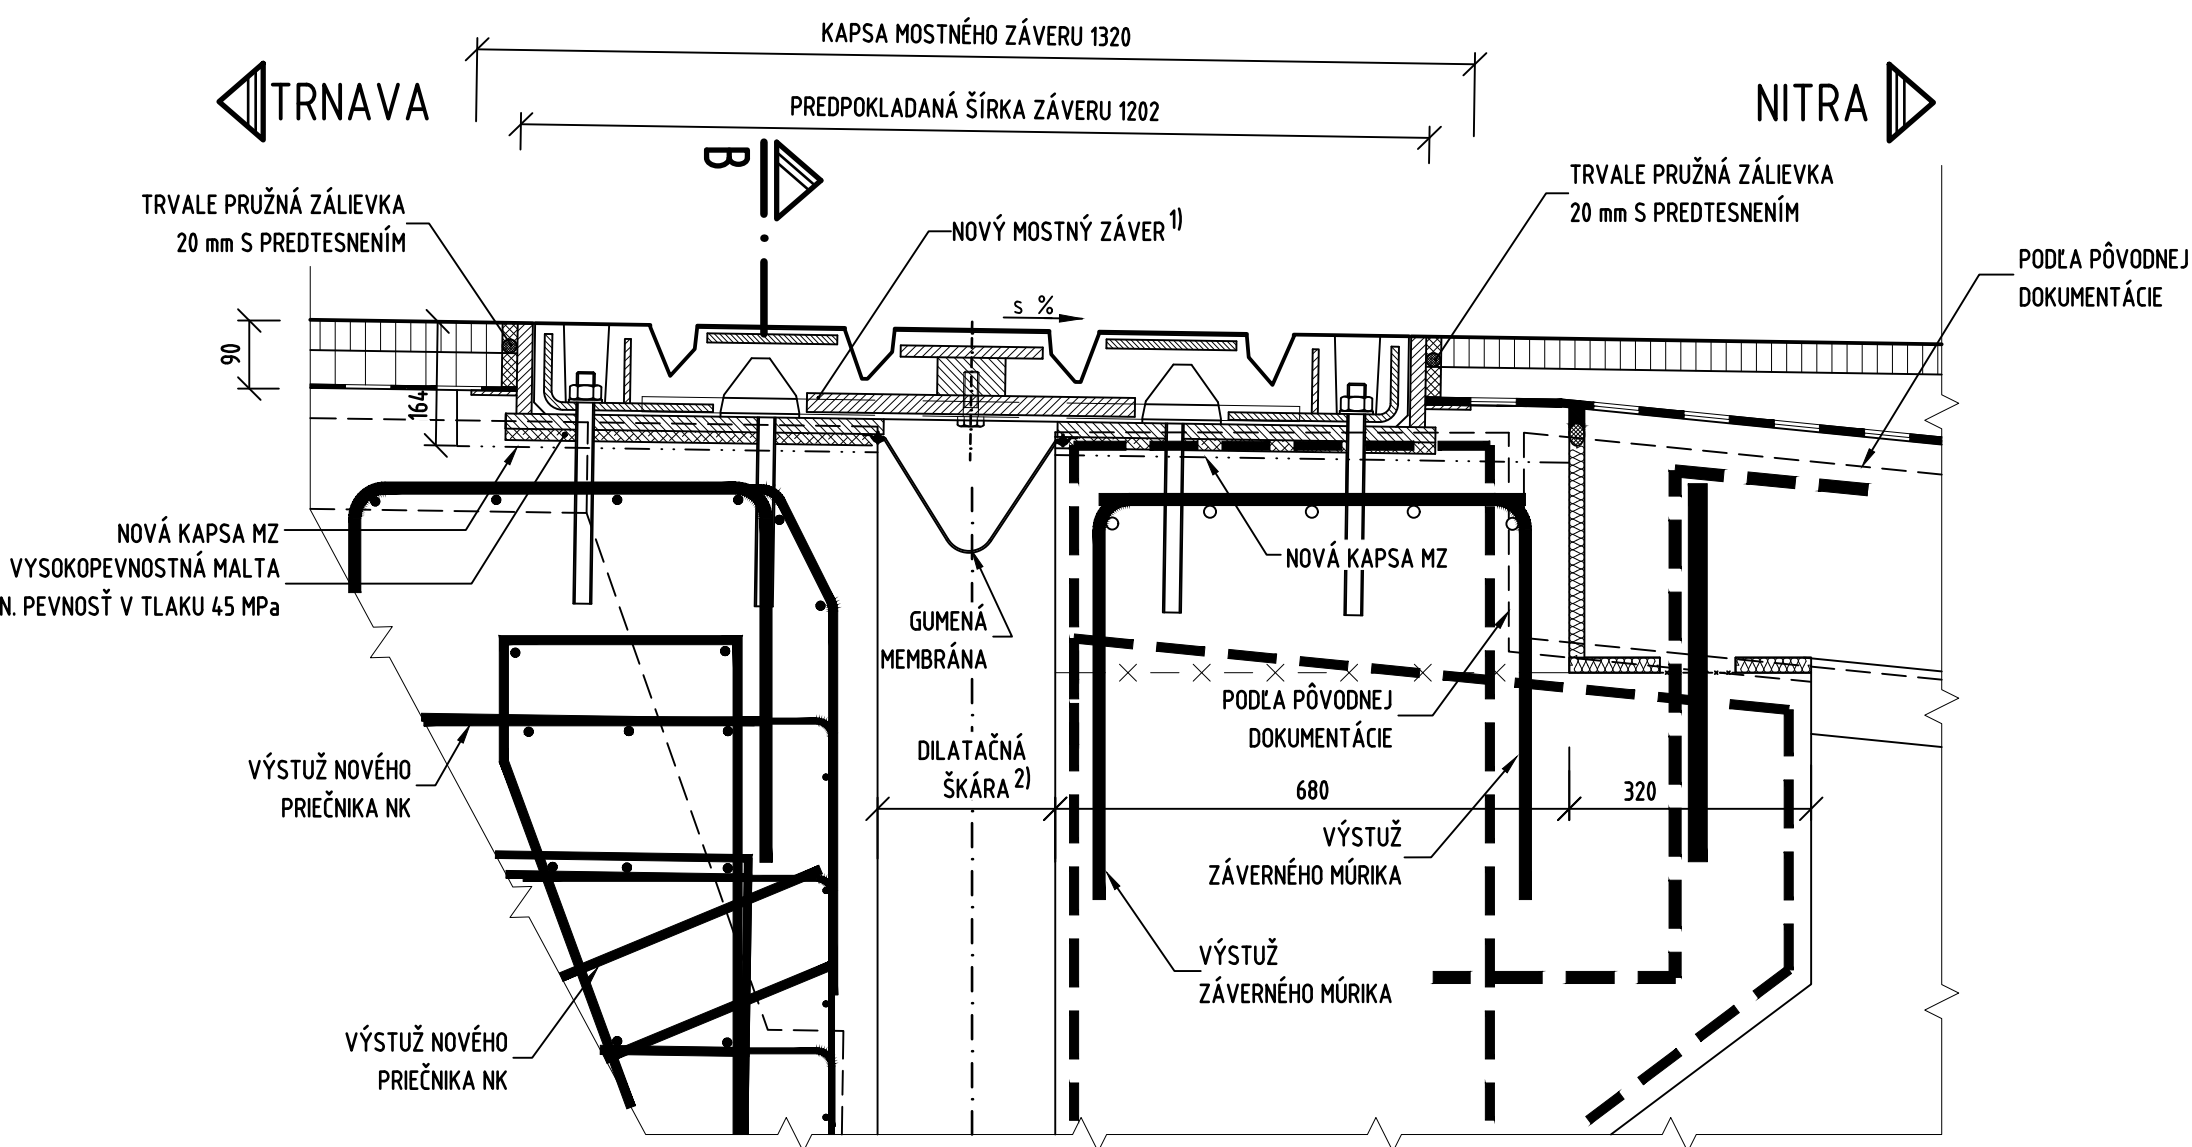 KAPSA MOSTNÉHO ZÁVERU 1320
TRNAVA
PREDPOKLADANÁ ŠÍRKA ZÁVERU 1202
NITRA
B
TRVALE PRUŽNÁ ZÁLIEVKA
20 mm S PREDTESNENÍM
NOVÝ MOSTNÝ ZÁVER 1)
TRVALE PRUŽNÁ ZÁLIEVKA
20 mm S PREDTESNENÍM
PODĽA PÔVODNEJ
DOKUMENTÁCIE
s %
90
164
NOVÁ KAPSA MZ
VYSOKOPEVNOSTNÁ MALTA
N. PEVNOSŤ V TLAKU 45 MPa
NOVÁ KAPSA MZ
GUMENÁ
MEMBRÁNA
PODĽA PÔVODNEJ
DOKUMENTÁCIE
VÝSTUŽ NOVÉHO
PRIEČNIKA NK
DILATAČNÁ
ŠKÁRA 2)
680
320
VÝSTUŽ
ZÁVERNÉHO MÚRIKA
VÝSTUŽ
ZÁVERNÉHO MÚRIKA
VÝSTUŽ NOVÉHO
PRIEČNIKA NK